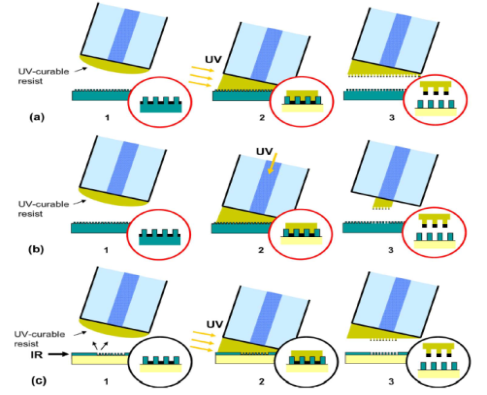 UV-curable
resist
UV
(a)
1
2
3
UV-curable
resist
UV
(b)
1
2
3
UV-curable
resist
UV
IR
(c)
1
2
3